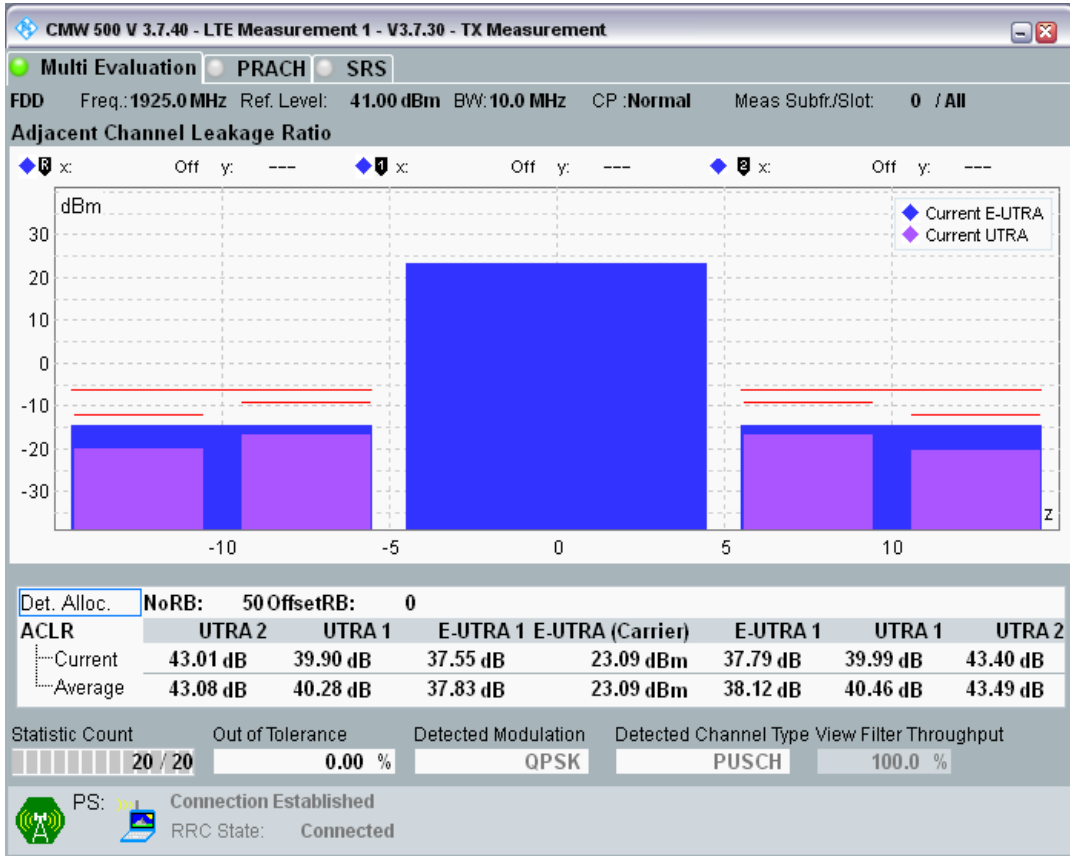 CMW 500 V 3.7.40 - LTE Measurement 1 - V3.7.30 - TX Measurement
Multi Evaluation PRACH SRS
FDD Freq.: 1925.0 MHz Ref. Level: 41.00 dBm BW: 10.0 MHz CP :Normal Meas Subfr./Slot: 0 / All
Adjacent Channel Leakage Ratio
R x: Off y: --- 1 x: Off y: --- 2 x: Off y: ---
dBm
Current E-UTRA
Current UTRA
30
20
10
0
-10
-20
-30
z
-10 -5 0 5 10
Det. Alloc. NoRB: 50 OffsetRB: 0
ACLR UTRA 2 UTRA 1 E-UTRA 1 E-UTRA (Carrier) E-UTRA 1 UTRA 1 UTRA 2
Current 43.01 dB 39.90 dB 37.55 dB 23.09 dBm 37.79 dB 39.99 dB 43.40 dB
Average 43.08 dB 40.28 dB 37.83 dB 23.09 dBm 38.12 dB 40.46 dB 43.49 dB
Statistic Count Out of Tolerance Detected Modulation Detected Channel Type View Filter Throughput
20 / 20 0.00 % QPSK PUSCH 100.0 %
PS: Connection Established
RRC State: Connected